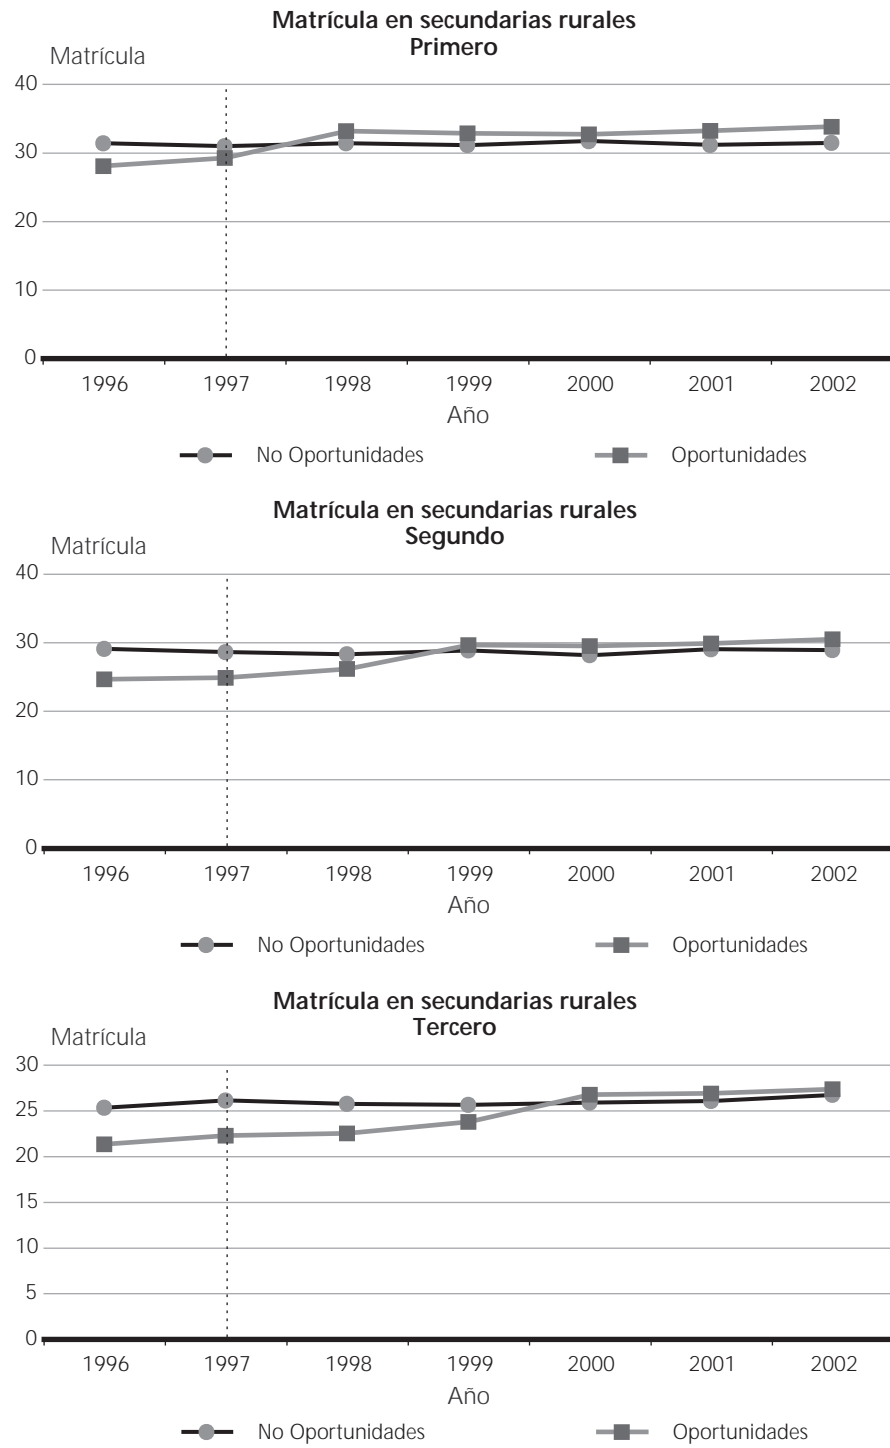 Matrícula en secundarias rurales
Primero
Matrícula
40
30
20
10
0
1996 1997 1998 1999 2000 2001 2002
Año
No Oportunidades Oportunidades
Matrícula en secundarias rurales
Segundo
Matrícula
40
30
20
10
0
1996 1997 1998 1999 2000 2001 2002
Año
No Oportunidades Oportunidades
Matrícula en secundarias rurales
Tercero
Matrícula
30
25
20
15
10
5
0
1996 1997 1998 1999 2000 2001 2002
Año
No Oportunidades Oportunidades